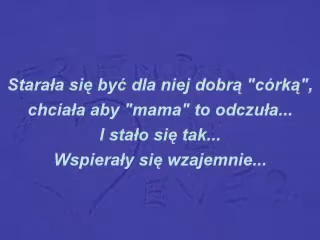 Starała się być dla niej dobrą "córką",
chciała aby "mama" to odczuła...
I stało się tak...
Wspierały się wzajemnie...